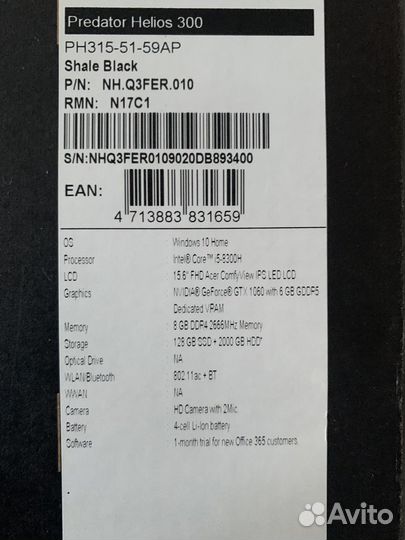 Predator Helios 300
PH315-51-59AP
Shale Black
P/N: NH.Q3FER.010
RMN: N17C1
S/N:NHQ3FER0109020DB893400
EAN:
4 713883 831659
OS : Windows 10 Home
Processor : Intel® Core™ i5-8300H
LCD : 15.6" FHD Acer ComfyView IPS LED LCD
Graphics : NVIDIA® GeForce® GTX 1060 with 6 GB GDDR5
Dedicated VRAM
Memory : 8 GB DDR4 2666MHz Memory
Storage : 128 GB SSD + 2000 GB HDD*
Optical Drive : NA
WLAN/Bluetooth : 802.11ac + BT
WWAN : NA
Camera : HD Camera with 2Mic
Battery : 4-cell Li-Ion battery
Software : 1-month trial for new Office 365 customers.
Avito